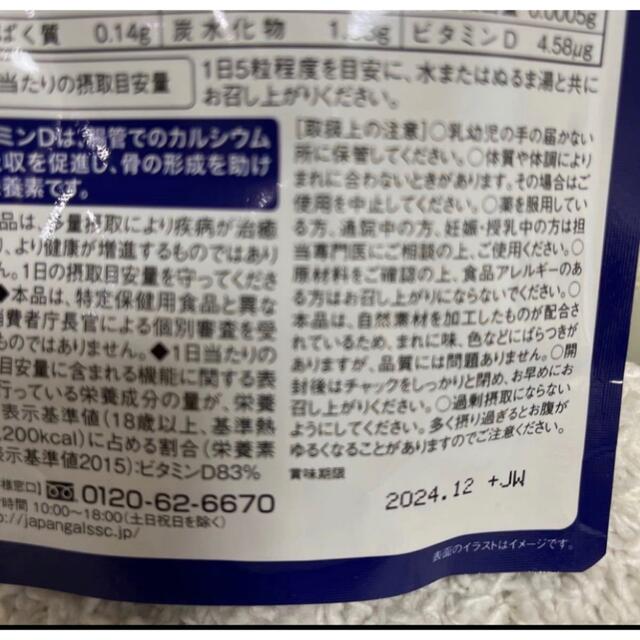 0.0005g
ぱく質 0.14g 炭水化物 ビタミンD 4.58μg
当たりの摂取目安量 1日5粒程度を目安に、水またはぬるま湯と共に
お召し上がりください。
ミンDは、腸管でのカルシウム
収を促進し、骨の形成を助け
養素です。
品は、多量摂取により疾病が治癒
り、より健康が増進するものではあり
ん。1日の摂取目安量を守ってくださ
◆本品は、特定保健用食品と異な
消費者庁長官による個別審査を受
ものではありません。◆1日当たりの
目安量に含まれる機能に関する表
行っている栄養成分の量が、栄養
表示基準値(18歳以上、基準熱
,200kcal)に占める割合(栄養素
示基準値2015):ビタミンD83%
様窓口】 0120-62-6670
時間 10:00〜18:00(土日祝日を除く)
p://japangalssc.jp/
[取扱上の注意]○乳幼児の手の届かない
所に保管してください。○体質や体調により
まれに合わないときがあります。その場合はご
使用を中止してください。○薬を服用してい
る方、通院中の方、妊娠・授乳中の方は担
当専門医にご相談の上、ご使用ください。○
原材料をご確認の上、食品アレルギーのあ
る方はお召し上がりにならないでください。○
本品は、自然素材を加工したものが配合さ
れているため、まれに味、色などにばらつきが
ありますが、品質には問題ありません。○開
封後はチャックをしっかりと閉め、お早めにお
召し上がりください。○過剰摂取にならない
ようにしてください。多く摂り過ぎるとお腹が
ゆるくなることがありますのでご注意ください。
賞味期限 2024.12 +JW
表面のイラストはイメージです。